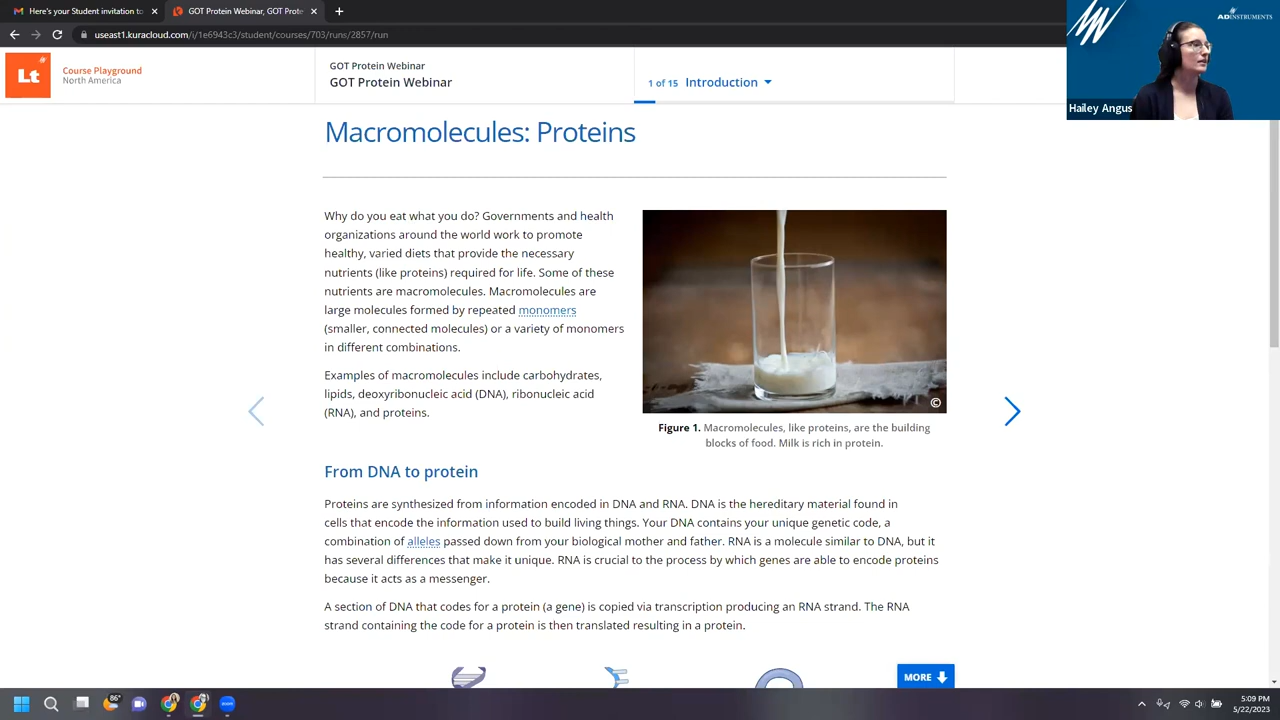 Here's your Student invitation to
GOT Protein Webinar, GOT Prote
useast1.kuracloud.com/i/1e6943c3/student/courses/703/runs/2857/run
ADINSTRUMENTS
Hailey Angus
Lt
Course Playground
North America
GOT Protein Webinar
GOT Protein Webinar
1 of 15 Introduction
Macromolecules: Proteins
Why do you eat what you do? Governments and health
organizations around the world work to promote
healthy, varied diets that provide the necessary
nutrients (like proteins) required for life. Some of these
nutrients are macromolecules. Macromolecules are
large molecules formed by repeated monomers
(smaller, connected molecules) or a variety of monomers
in different combinations.
Examples of macromolecules include carbohydrates,
lipids, deoxyribonucleic acid (DNA), ribonucleic acid
(RNA), and proteins.
©
Figure 1. Macromolecules, like proteins, are the building
blocks of food. Milk is rich in protein.
From DNA to protein
Proteins are synthesized from information encoded in DNA and RNA. DNA is the hereditary material found in
cells that encode the information used to build living things. Your DNA contains your unique genetic code, a
combination of alleles passed down from your biological mother and father. RNA is a molecule similar to DNA, but it
has several differences that make it unique. RNA is crucial to the process by which genes are able to encode proteins
because it acts as a messenger.
A section of DNA that codes for a protein (a gene) is copied via transcription producing an RNA strand. The RNA
strand containing the code for a protein is then translated resulting in a protein.
MORE
86°
zoom
5:09 PM
5/22/2023